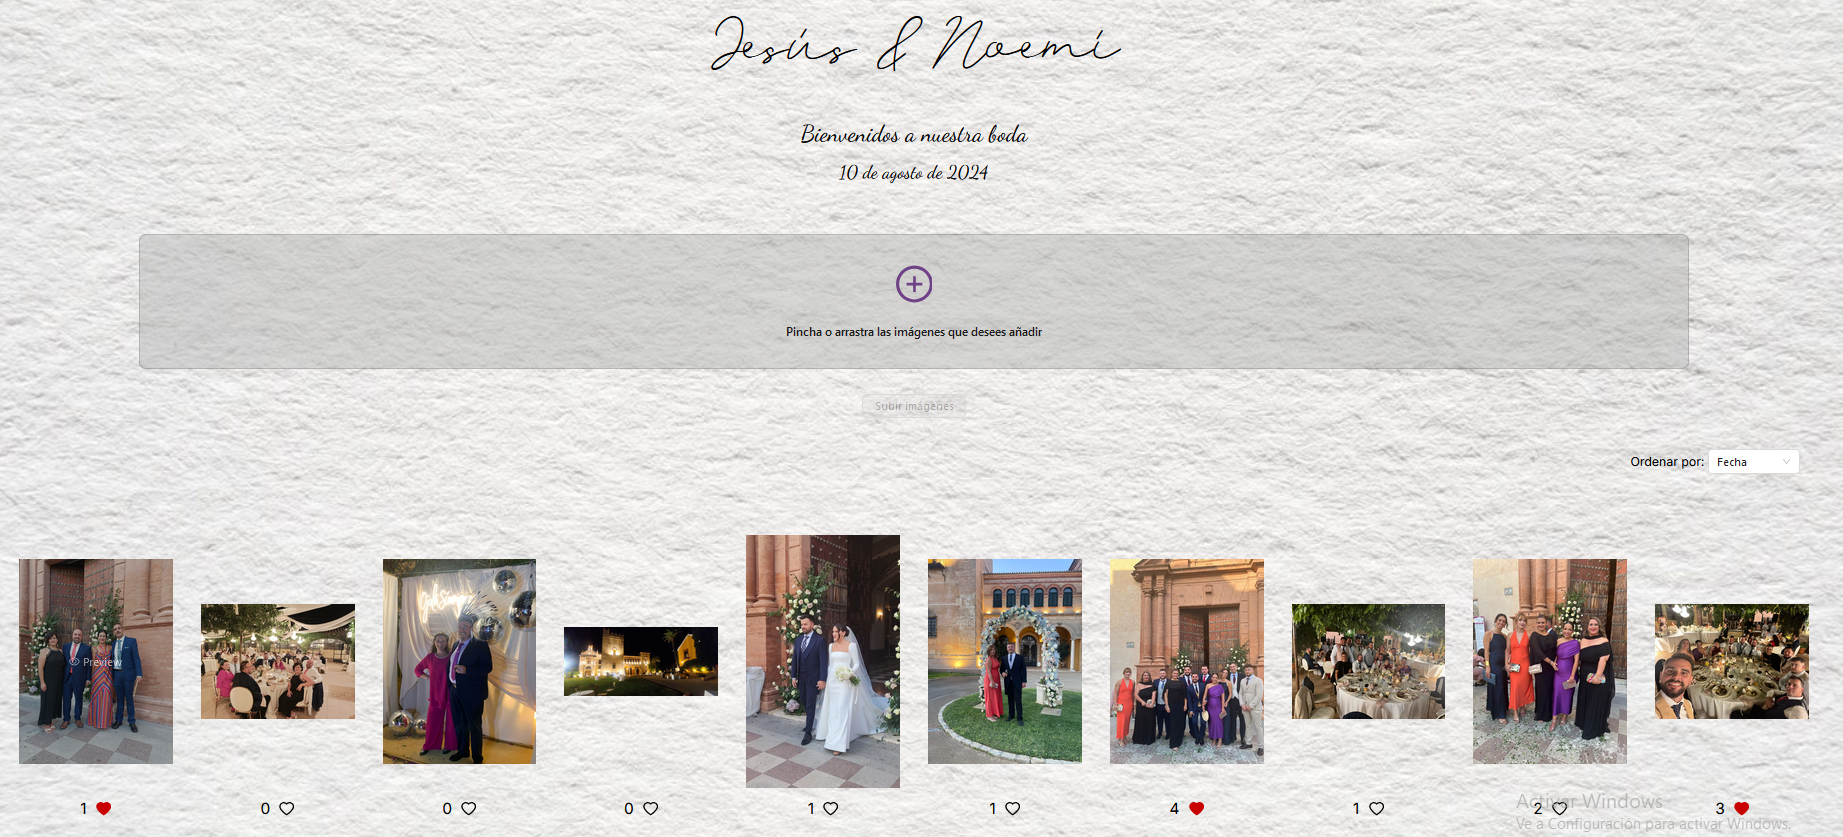 Jesús & Noemí
Bienvenidos a nuestra boda
10 de agosto de 2024
Pincha o arrastra las imágenes que desees añadir
Subir imágenes
Ordenar por: Fecha
Preview
1
0
0
0
1
1
4
1
2
3
Activar Windows
Ve a Configuración para activar Windows.